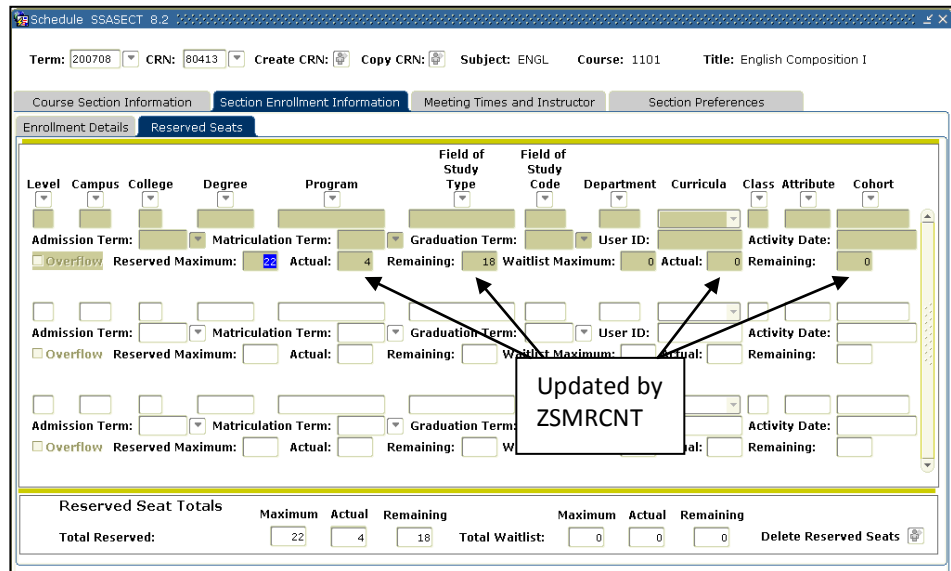 Schedule SSASECT 8.2
Term: 200708 CRN: 80413 Create CRN: Copy CRN: Subject: ENGL Course: 1101 Title: English Composition I
Course Section Information Section Enrollment Information Meeting Times and Instructor Section Preferences
Enrollment Details Reserved Seats
Field of Field of
Study Study
Level Campus College Degree Program Type Code Department Curricula Class Attribute Cohort
Admission Term: Matriculation Term: Graduation Term: User ID: Activity Date:
Overflow Reserved Maximum: 22 Actual: 4 Remaining: 18 Waitlist Maximum: 0 Actual: 0 Remaining: 0
Admission Term: Matriculation Term: Graduation Term: User ID: Activity Date:
Overflow Reserved Maximum: Actual: Remaining: Waitlist Maximum: Actual: Remaining:
Updated by
ZSMRCNT
Admission Term: Matriculation Term: Graduation Term: Activity Date:
Overflow Reserved Maximum: Actual: Remaining: Remaining:
Reserved Seat Totals Maximum Actual Remaining Maximum Actual Remaining
Total Reserved: 22 4 18 Total Waitlist: 0 0 0 Delete Reserved Seats